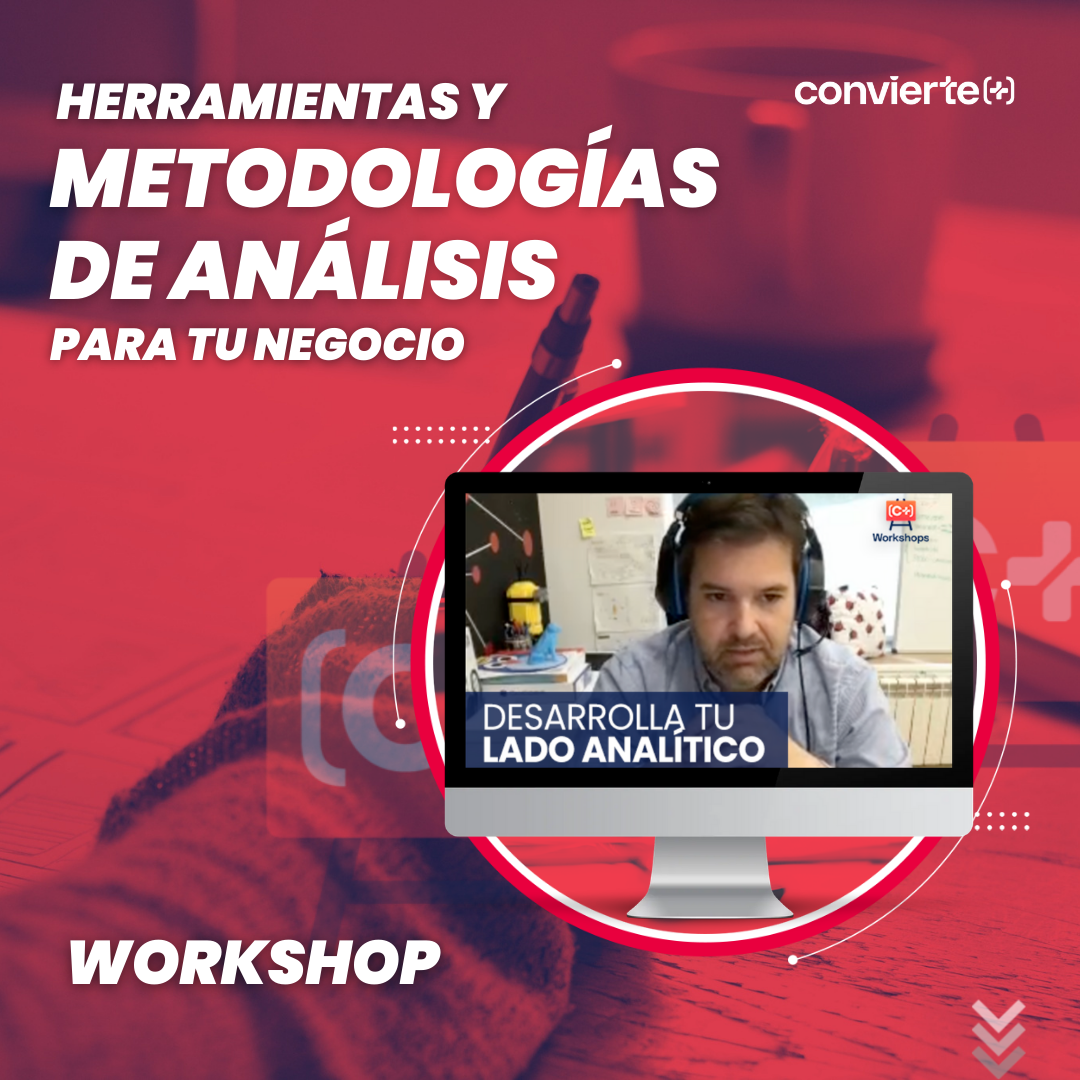 HERRAMIENTAS Y
convierte[+]
METODOLOGÍAS
DE ANÁLISIS
PARA TU NEGOCIO
[C+]
Workshops
DESARROLLA TU
LADO ANALÍTICO
WORKSHOP